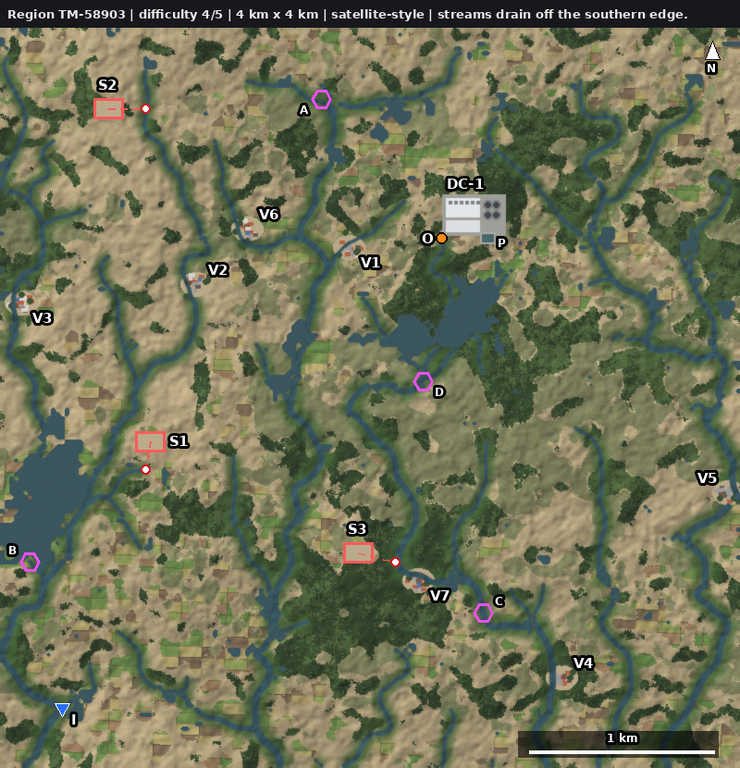 Region TM-58903 | difficulty 4/5 | 4 km x 4 km | satellite-style | streams drain off the southern edge.
N
S2
A
DC-1
V6
O
P
V1
V2
V3
D
S1
V5
S3
B
V7
C
V4
I
1 km